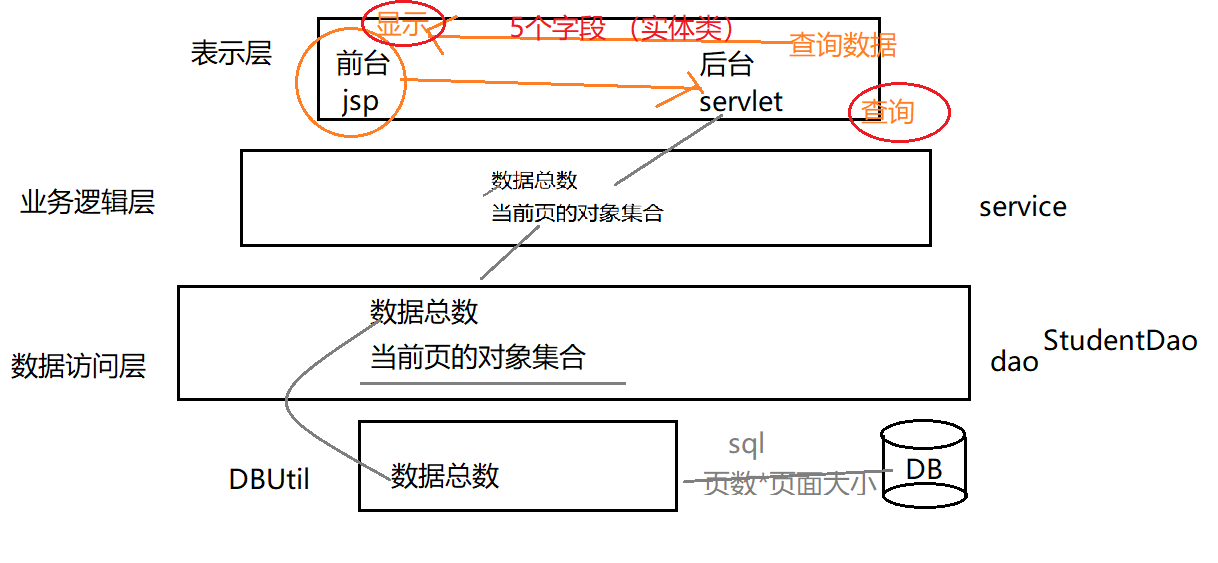 显示
5个字段 （实体类）
查询数据
表示层
前台
jsp
后台
servlet
查询
数据总数
当前页的对象集合
业务逻辑层
service
数据总数
当前页的对象集合
数据访问层
dao
StudentDao
sql
页数*页面大小
DBUtil
数据总数
DB